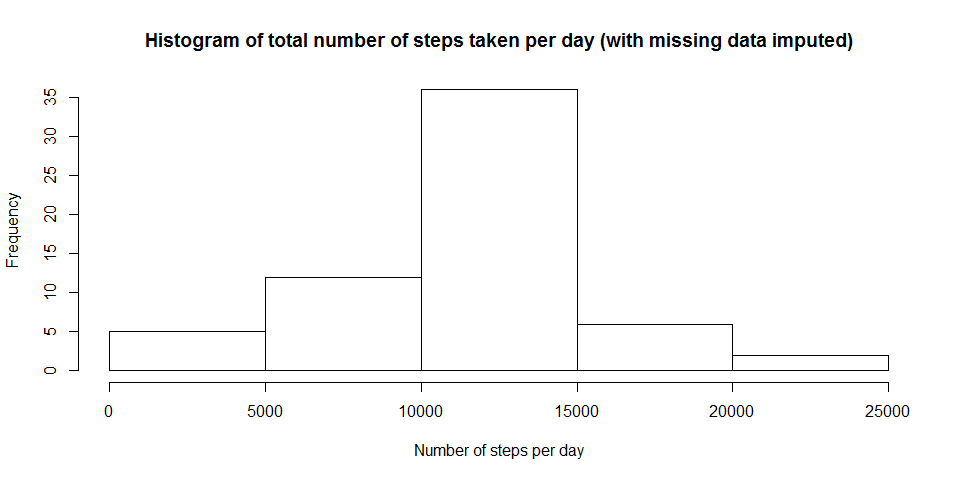 Histogram of total number of steps taken per day (with missing data imputed)
Frequency
35
30
25
20
15
10
5
0
0 5000 10000 15000 20000 25000
Number of steps per day